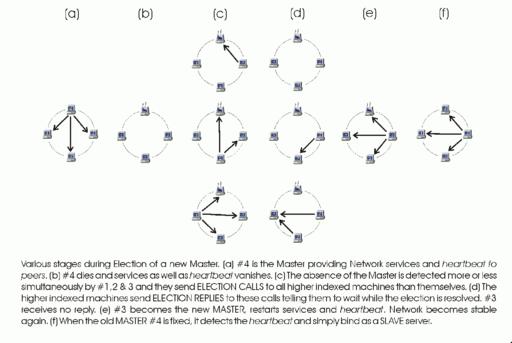 (a) (b) (c) (d) (e) (f)
Various stages during Election of a new Master. (a) #4 is the Master providing Network services and heartbeat to
peers. (b) #4 dies and services as well as heartbeat vanishes. (c) The absence of the Master is detected more or less
simultaneously by #1,2 & 3 and they send ELECTION CALLS to all higher indexed machines than themselves. (d) The
higher indexed machines send ELECTION REPLIES to these calls telling them to wait while the election is resolved. #3
receives no reply. (e) #3 becomes the new MASTER, restarts services and heartbeat. Network becomes stable
again. (f) When the old MASTER #4 is fixed, it detects the heartbeat and simply bind as a SLAVE server.